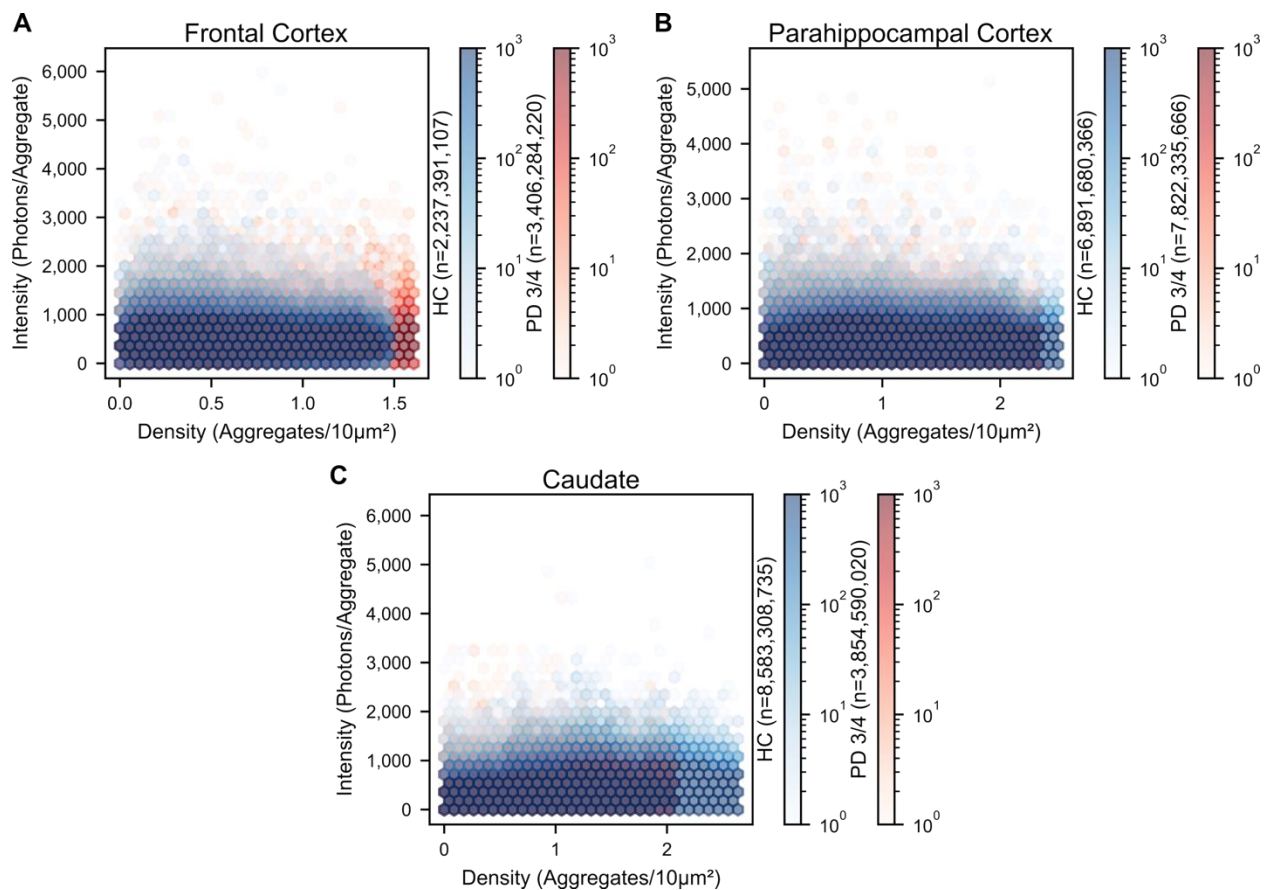 A
Frontal Cortex
6,000
5,000
4,000
3,000
2,000
1,000
0
Intensity (Photons/Aggregate)
0.0 0.5 1.0 1.5
Density (Aggregates/10µm²)
HC (n=2,237,391,107)
10³
10²
10¹
10⁰
PD 3/4 (n=3,406,284,220)
10³
10²
10¹
10⁰
B
Parahippocampal Cortex
5,000
4,000
3,000
2,000
1,000
0
Intensity (Photons/Aggregate)
0 1 2
Density (Aggregates/10µm²)
HC (n=6,891,680,366)
10³
10²
10¹
10⁰
PD 3/4 (n=7,822,335,666)
10³
10²
10¹
10⁰
C
Caudate
6,000
5,000
4,000
3,000
2,000
1,000
0
Intensity (Photons/Aggregate)
0 1 2
Density (Aggregates/10µm²)
HC (n=8,583,308,735)
10³
10²
10¹
10⁰
PD 3/4 (n=3,854,590,020)
10³
10²
10¹
10⁰